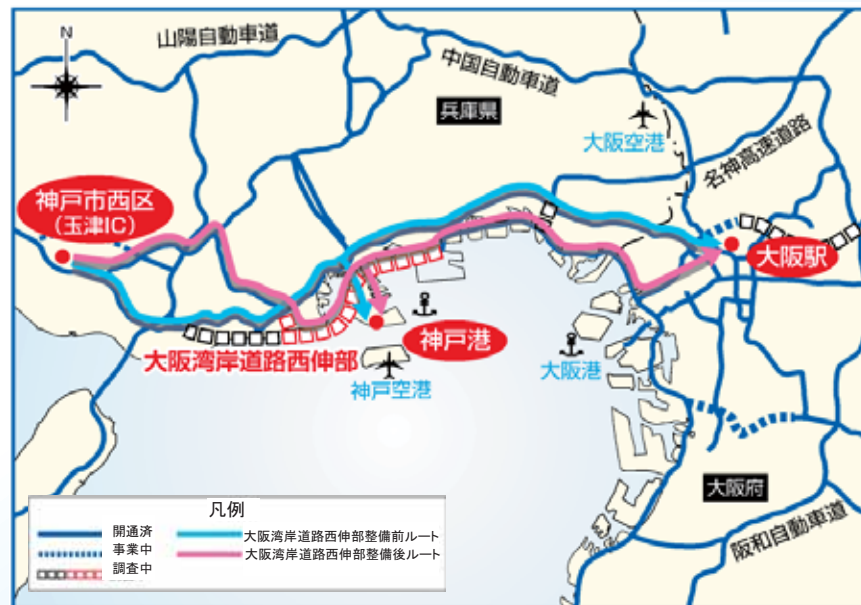 N
山陽自動車道
中国自動車道
兵庫県
大阪空港
名神高速道路
神戸市西区
(玉津IC)
大阪駅
大阪湾岸道路西伸部
神戸港
神戸空港
大阪港
大阪府
阪和自動車道
凡例
開通済
事業中
調査中
大阪湾岸道路西伸部整備前ルート
大阪湾岸道路西伸部整備後ルート